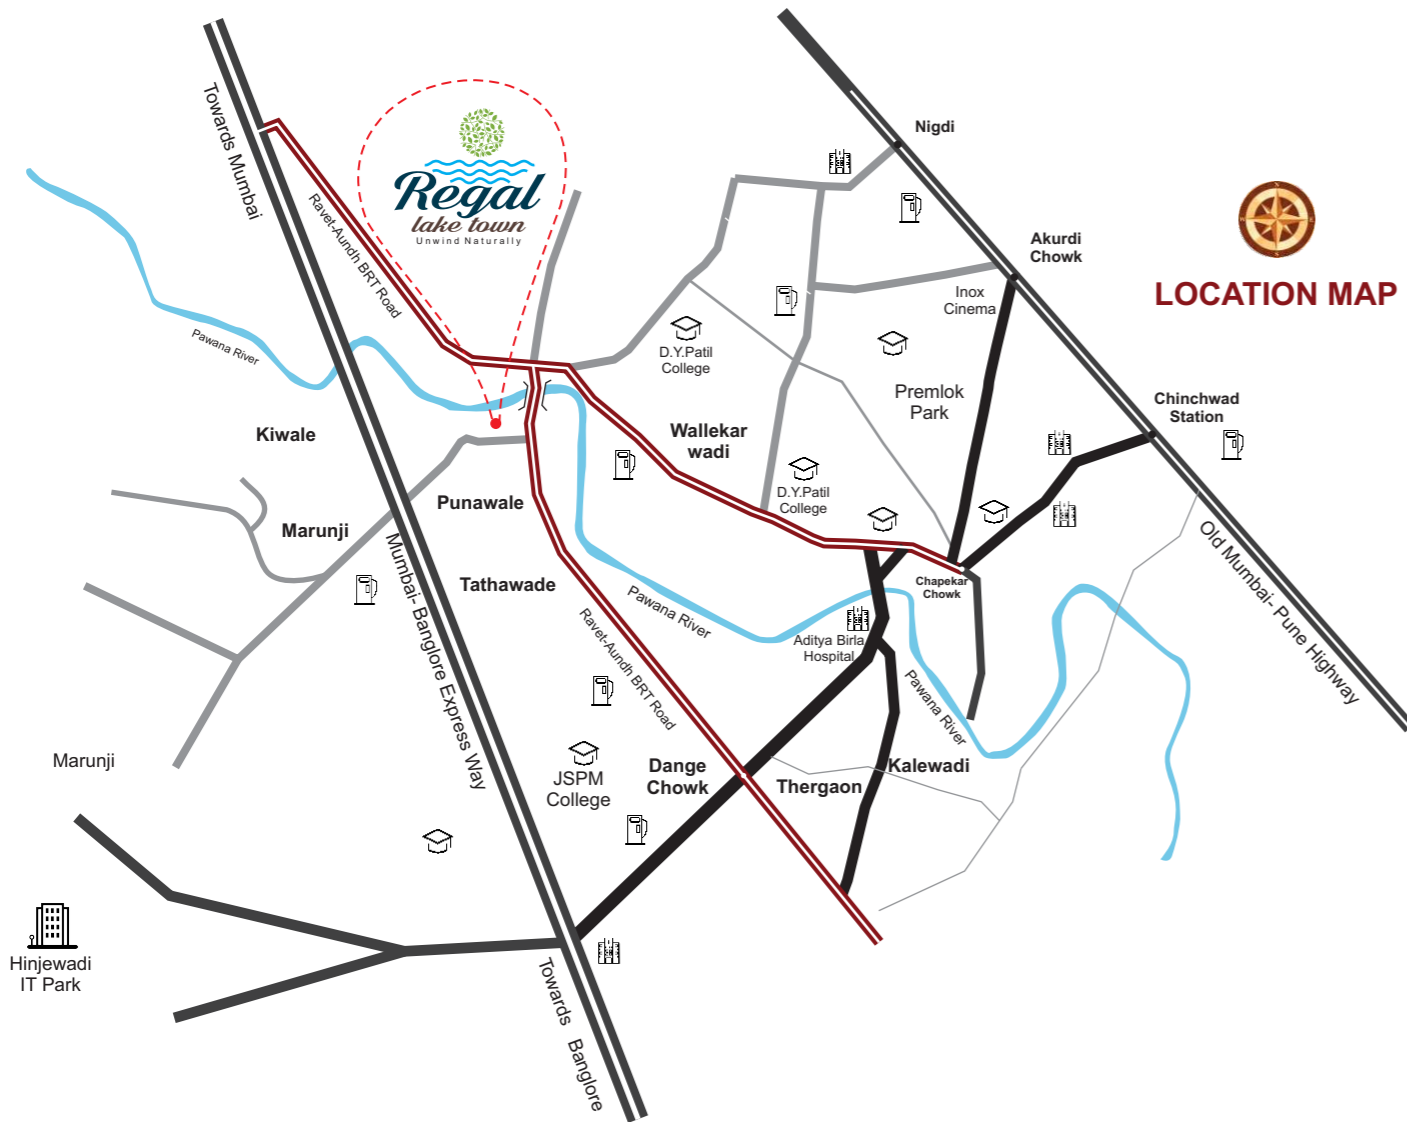 Towards Mumbai
Regal
lake town
Unwind Naturally
Ravet-Aundh BRT Road
Pawana River
Nigdi
Akurdi
Chowk
Inox
Cinema
LOCATION MAP
D.Y.Patil
College
Premlok
Park
Chinchwad
Station
Kiwale
Wallekar
wadi
D.Y.Patil
College
Punawale
Marunji
Mumbai- Banglore Express Way
Tathawade
Pawana River
Ravet-Aundh BRT Road
Chapekar
Chowk
Old Mumbai- Pune Highway
Aditya Birla
Hospital
Pawana River
Marunji
JSPM
College
Dange
Chowk
Thergaon
Kalewadi
Hinjewadi
IT Park
Towards Banglore
N
S